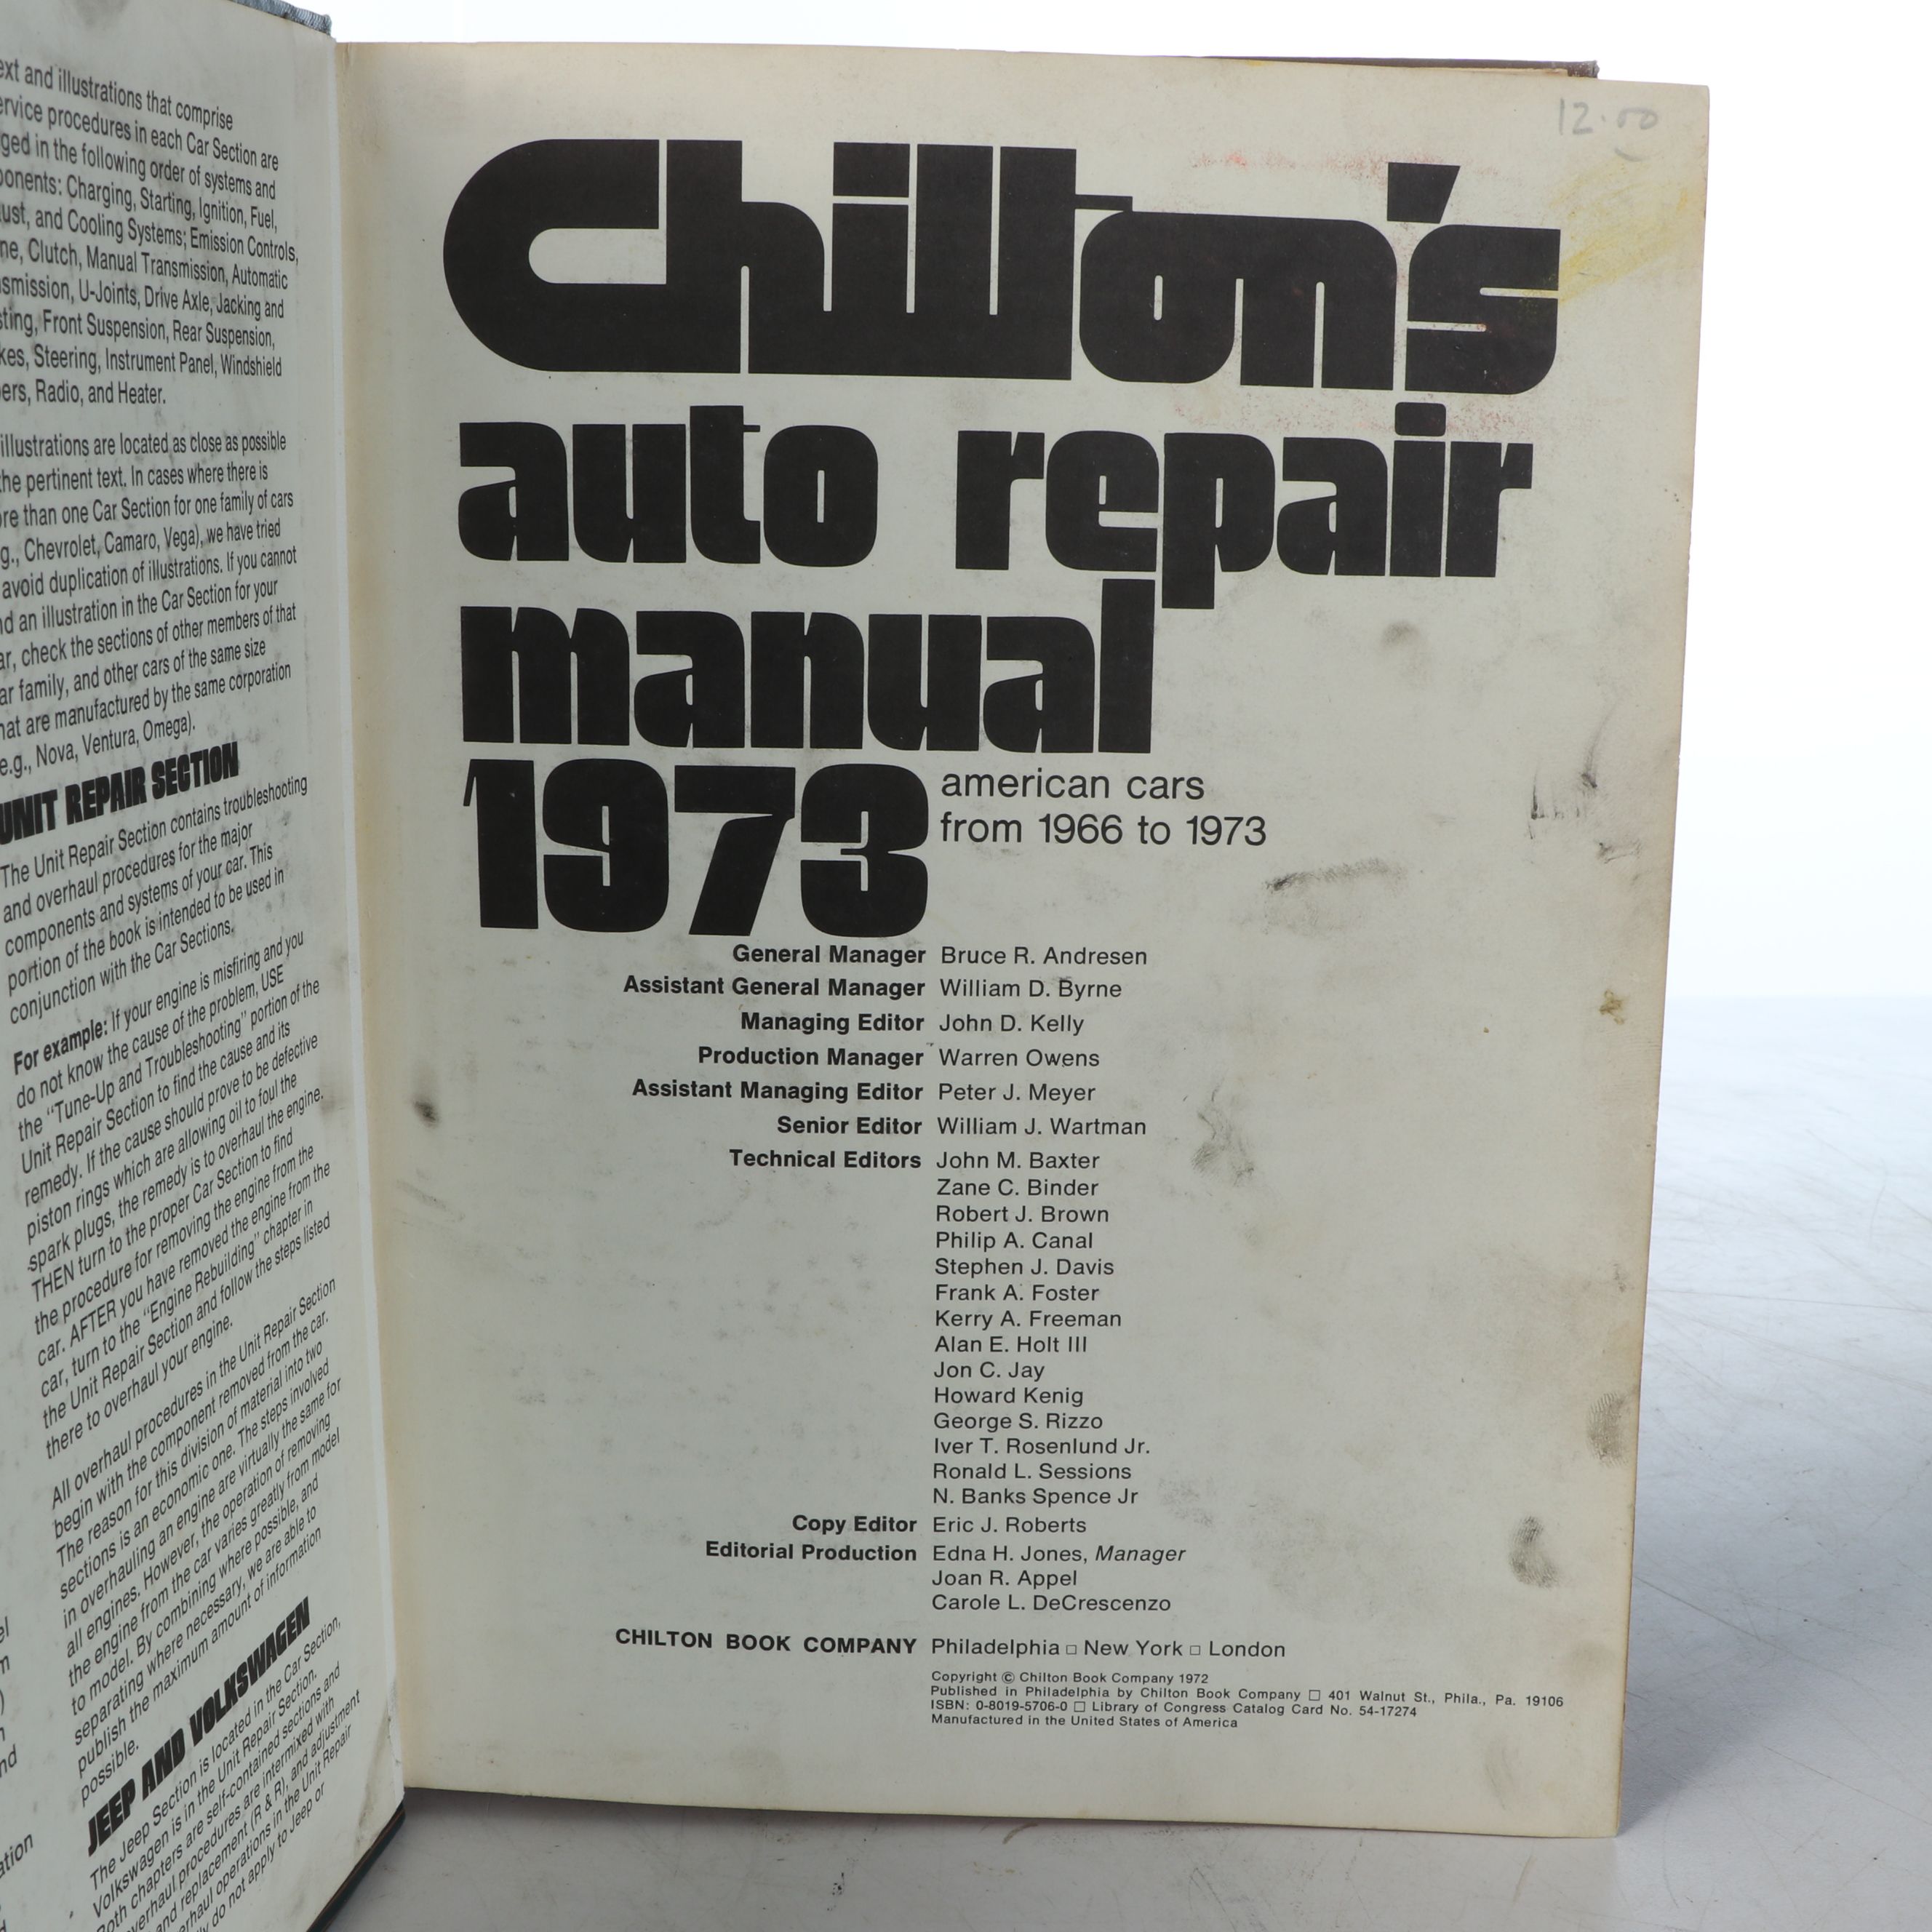 text and illustrations that comprise
service procedures in each Car Section are
in the following order of systems and
Charging, Starting, Ignition, Fuel,
and Cooling Systems; Emission Controls,
Clutch, Manual Transmission, Automatic
U-Joints, Drive Axle, Jacking and
Front Suspension, Rear Suspension,
Steering, Instrument Panel, Windshield
Radio, and Heater.
illustrations are located as close as possible
the pertinent text. In cases where there is
than one Car Section for one family of cars
Chevrolet, Camaro, Vega), we have tried
avoid duplication of illustrations. If you cannot
an illustration in the Car Section for your
check the sections of other members of that
family, and other cars of the same size
that are manufactured by the same corporation
e.g., Nova, Ventura, Omega).
UNIT REPAIR SECTION
The Unit Repair Section contains troubleshooting
and overhaul procedures for the major
components and systems of your car. This
portion of the book is intended to be used in
conjunction with the Car Sections.
For example: If your engine is misfiring and you
do not know the cause of the problem, USE
the "Tune-Up and Troubleshooting" portion of the
Unit Repair Section to find the cause and its
remedy. If the cause should prove to be defective
piston rings which are allowing oil to foul the
spark plugs, the remedy is to overhaul the engine.
THEN turn to the proper Car Section to find
the procedure for removing the engine from the
car. AFTER you have removed the engine from the
car, turn to the "Engine Rebuilding" chapter in
the Unit Repair Section and follow the steps listed
there to overhaul your engine.
All overhaul procedures in the Unit Repair Section
begin with the component removed from the car.
The reason for this division of material into two
sections is an economic one. The steps involved
in overhauling an engine are virtually the same for
all engines. However, the operation of removing
the engine from the car varies greatly from model
to model. By combining where possible, and
separating where necessary, we are able to
publish the maximum amount of information
possible.
JEEP AND VOLKSWAGEN
The Jeep Section is located in the Car Section,
Volkswagen is in the Unit Repair Section.
Both chapters are self-contained sections and
overhaul procedures are intermixed with
and replacement (R & R), and adjustment
overhaul operations in the Unit Repair
do not apply to Jeep or
12.00
Chilton's
auto repair
manual
1973
american cars
from 1966 to 1973
General Manager Bruce R. Andresen
Assistant General Manager William D. Byrne
Managing Editor John D. Kelly
Production Manager Warren Owens
Assistant Managing Editor Peter J. Meyer
Senior Editor William J. Wartman
Technical Editors John M. Baxter
Zane C. Binder
Robert J. Brown
Philip A. Canal
Stephen J. Davis
Frank A. Foster
Kerry A. Freeman
Alan E. Holt III
Jon C. Jay
Howard Kenig
George S. Rizzo
Iver T. Rosenlund Jr.
Ronald L. Sessions
N. Banks Spence Jr
Copy Editor Eric J. Roberts
Editorial Production Edna H. Jones, Manager
Joan R. Appel
Carole L. DeCrescenzo
CHILTON BOOK COMPANY Philadelphia □ New York □ London
Copyright © Chilton Book Company 1972
Published in Philadelphia by Chilton Book Company □ 401 Walnut St., Phila., Pa. 19106
ISBN: 0-8019-5706-0 □ Library of Congress Catalog Card No. 54-17274
Manufactured in the United States of America